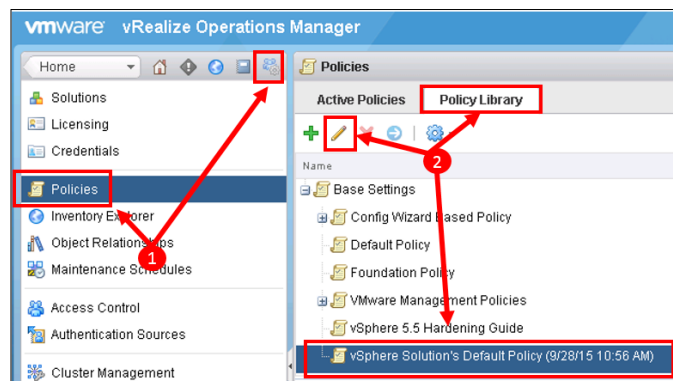 vmware vRealize Operations Manager
Home
Solutions
Licensing
Credentials
Policies
Inventory Explorer
Object Relationships
Maintenance Schedules
Access Control
Authentication Sources
Cluster Management
1
Policies
Active Policies Policy Library
2
Name
Base Settings
Config Wizard Based Policy
Default Policy
Foundation Policy
VMware Management Policies
vSphere 5.5 Hardening Guide
vSphere Solution's Default Policy (9/28/15 10:56 AM)